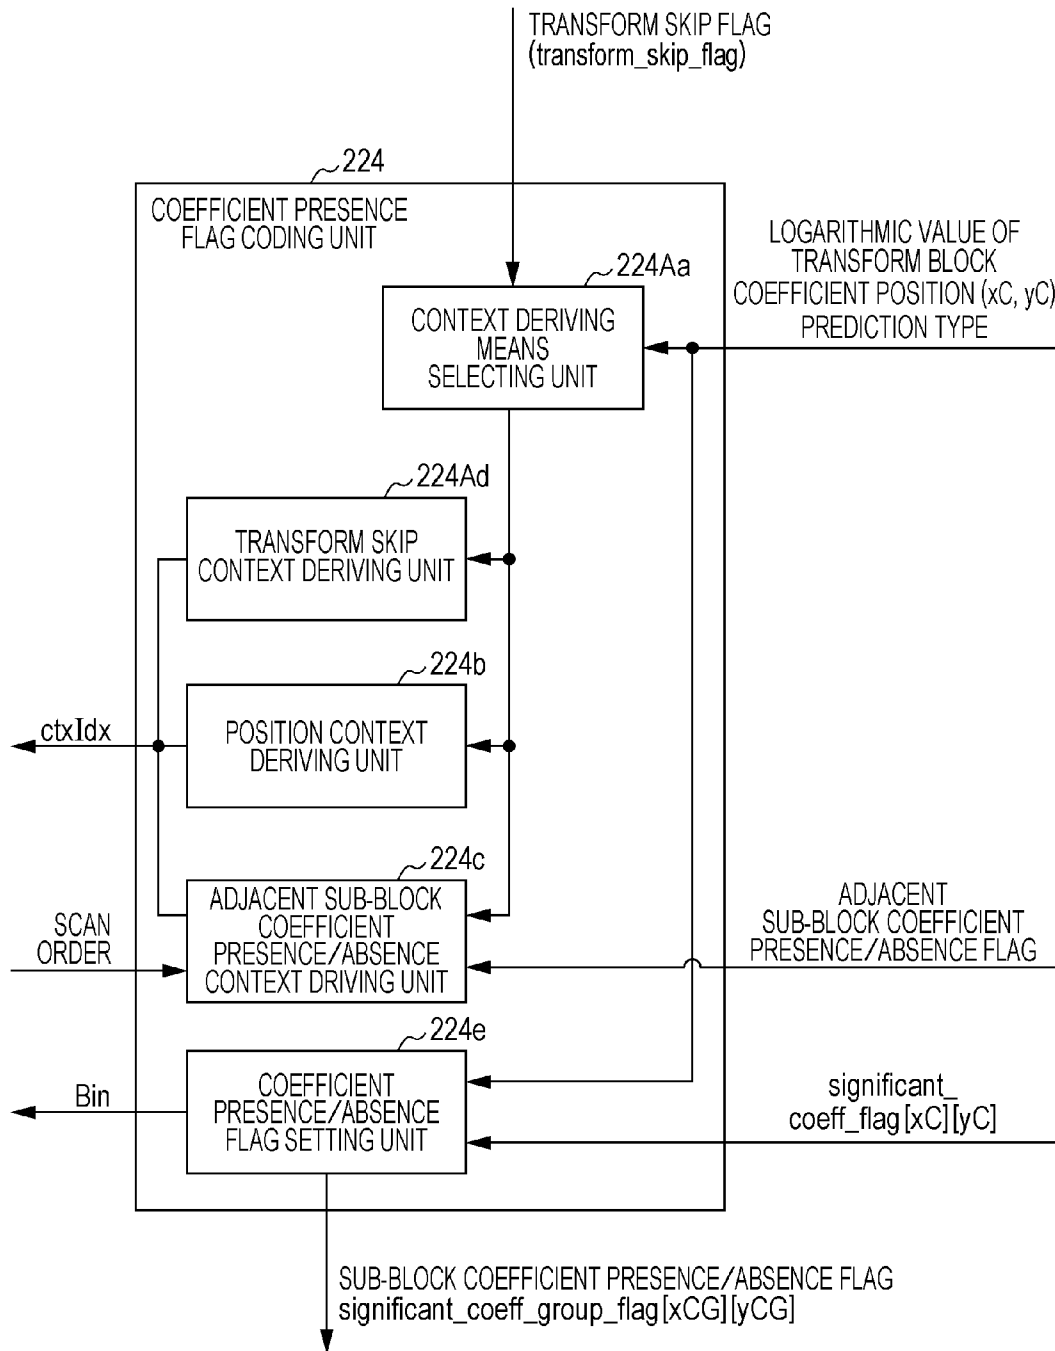 TRANSFORM SKIP FLAG
(transform_skip_flag)
224
COEFFICIENT PRESENCE
FLAG CODING UNIT
224Aa
LOGARITHMIC VALUE OF
TRANSFORM BLOCK
COEFFICIENT POSITION (xC, yC)
PREDICTION TYPE
CONTEXT DERIVING
MEANS
SELECTING UNIT
224Ad
TRANSFORM SKIP
CONTEXT DERIVING UNIT
224b
ctxIdx
POSITION CONTEXT
DERIVING UNIT
224c
SCAN
ORDER
ADJACENT SUB-BLOCK
COEFFICIENT
PRESENCE/ABSENCE
CONTEXT DRIVING UNIT
ADJACENT
SUB-BLOCK COEFFICIENT
PRESENCE/ABSENCE FLAG
224e
Bin
COEFFICIENT
PRESENCE/ABSENCE
FLAG SETTING UNIT
significant_
coeff_flag[xC][yC]
SUB-BLOCK COEFFICIENT PRESENCE/ABSENCE FLAG
significant_coeff_group_flag[xCG][yCG]